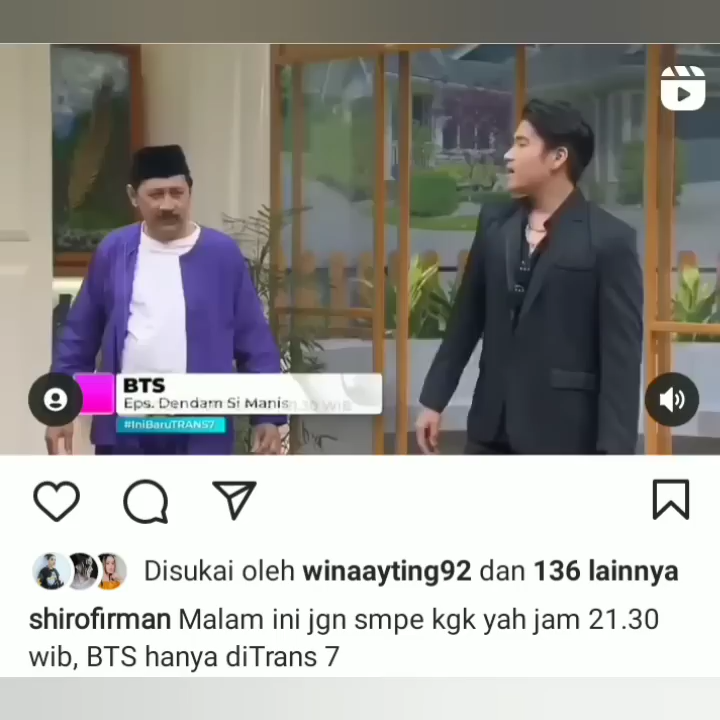 BTS
Eps. Dendam Si Manis
#IniBaruTRANS7
Disukai oleh winaayting92 dan 136 lainnya
shirofirman Malam ini jgn smpe kgk yah jam 21.30
wib, BTS hanya diTrans 7